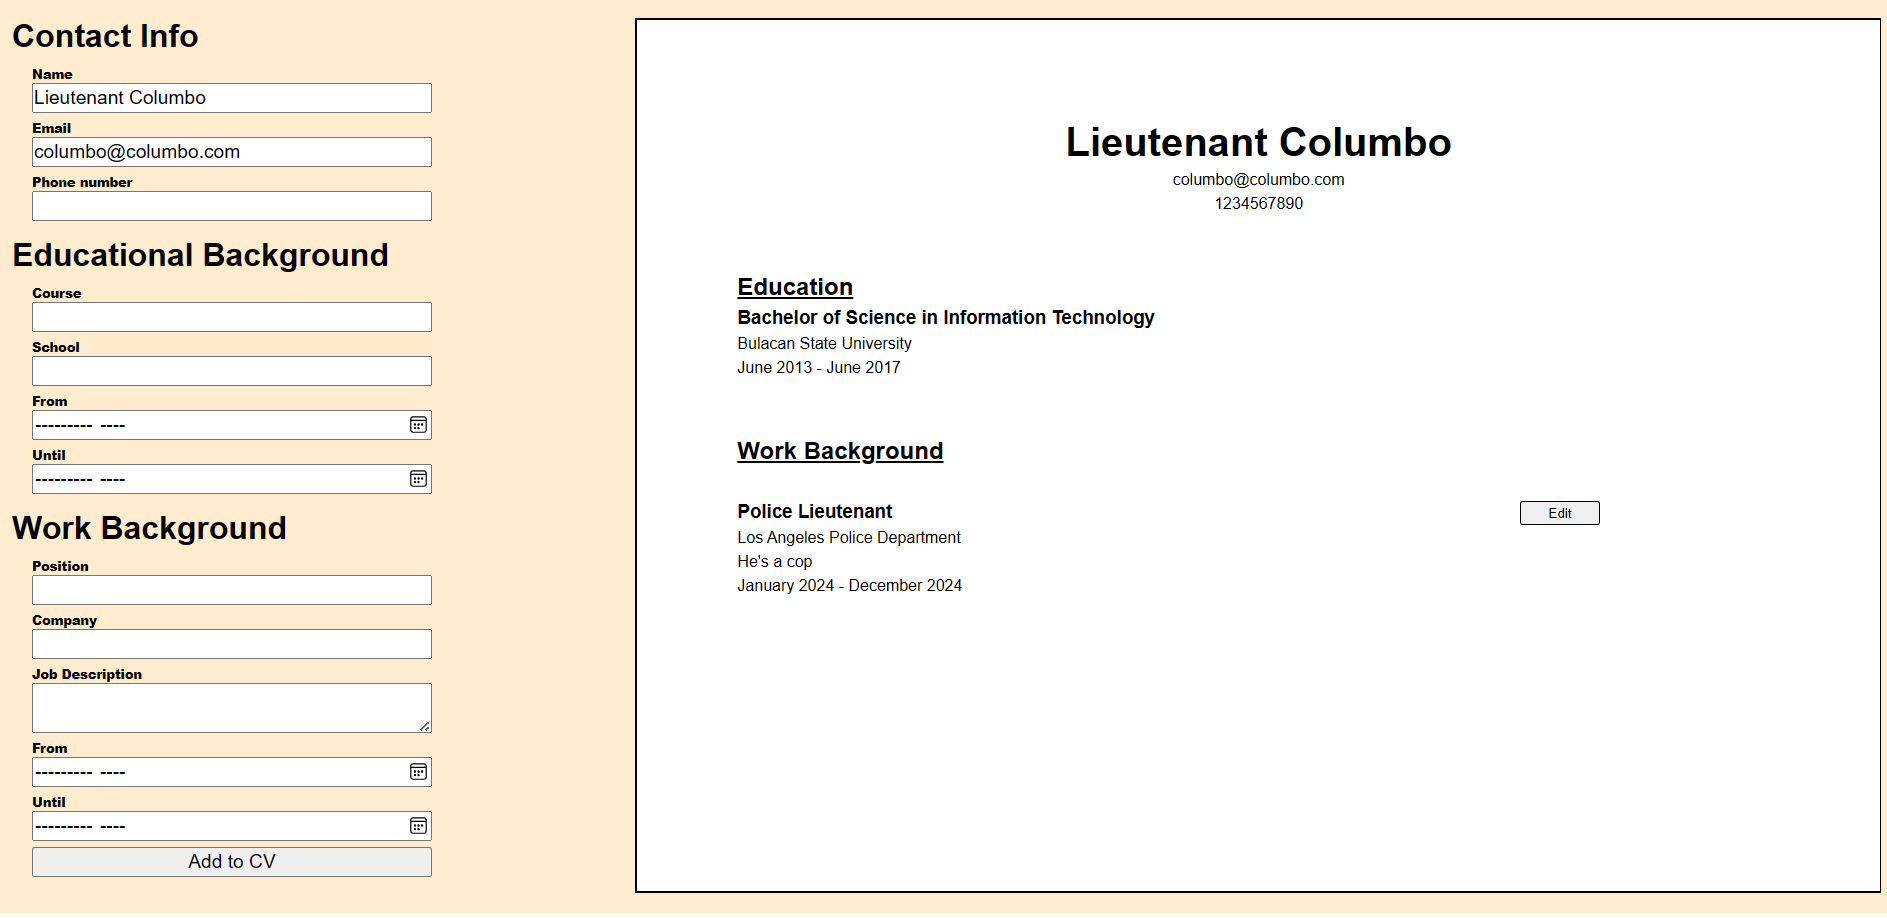 Contact Info
Name
Lieutenant Columbo
Email
columbo@columbo.com
Phone number
Educational Background
Course
School
From
--------- ----
Until
--------- ----
Work Background
Position
Company
Job Description
From
--------- ----
Until
--------- ----
Add to CV
Lieutenant Columbo
columbo@columbo.com
1234567890
Education
Bachelor of Science in Information Technology
Bulacan State University
June 2013 - June 2017
Work Background
Police Lieutenant
Edit
Los Angeles Police Department
He's a cop
January 2024 - December 2024